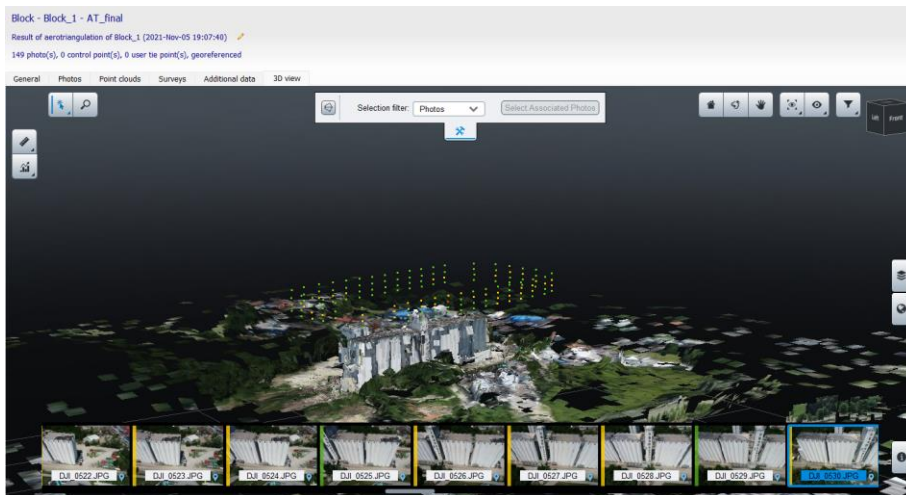 Block - Block_1 - AT_final
Result of aerotriangulation of Block_1 (2021-Nov-05 19:07:40)
149 photo(s), 0 control point(s), 0 user tie point(s), georeferenced
General Photos Point clouds Surveys Additional data 3D view
Selection filter: Photos Select Associated Photos
Left Front
DJI_0522.JPG DJI_0523.JPG DJI_0524.JPG DJI_0525.JPG DJI_0526.JPG DJI_0527.JPG DJI_0528.JPG DJI_0529.JPG DJI_0530.JPG